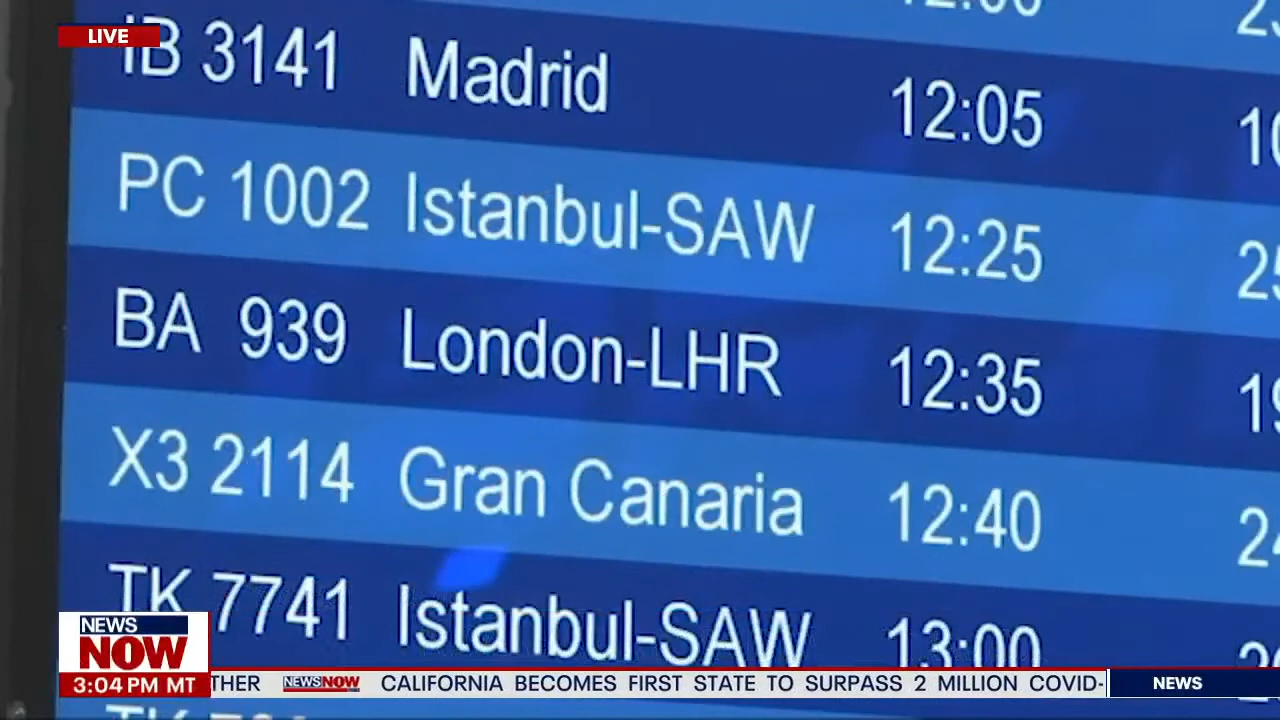 LIVE
IB 3141 Madrid 12:05
PC 1002 Istanbul-SAW 12:25
BA 939 London-LHR 12:35
X3 2114 Gran Canaria 12:40
TK 7741 Istanbul-SAW 13:00
NEWS
NOW
3:04 PM MT
THER NEWSNOW CALIFORNIA BECOMES FIRST STATE TO SURPASS 2 MILLION COVID- NEWS